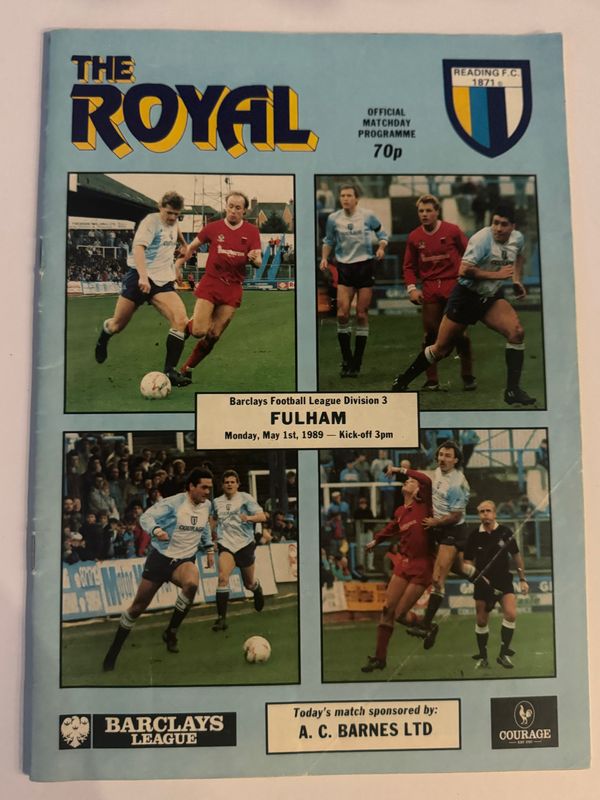 THE
ROYAL
OFFICIAL
MATCHDAY
PROGRAMME
70p
READING F.C.
1871
Barclays Football League Division 3
FULHAM
Monday, May 1st, 1989 — Kick-off 3pm
COURAGE
BARCLAYS
LEAGUE
Today's match sponsored by:
A. C. BARNES LTD
COURAGE